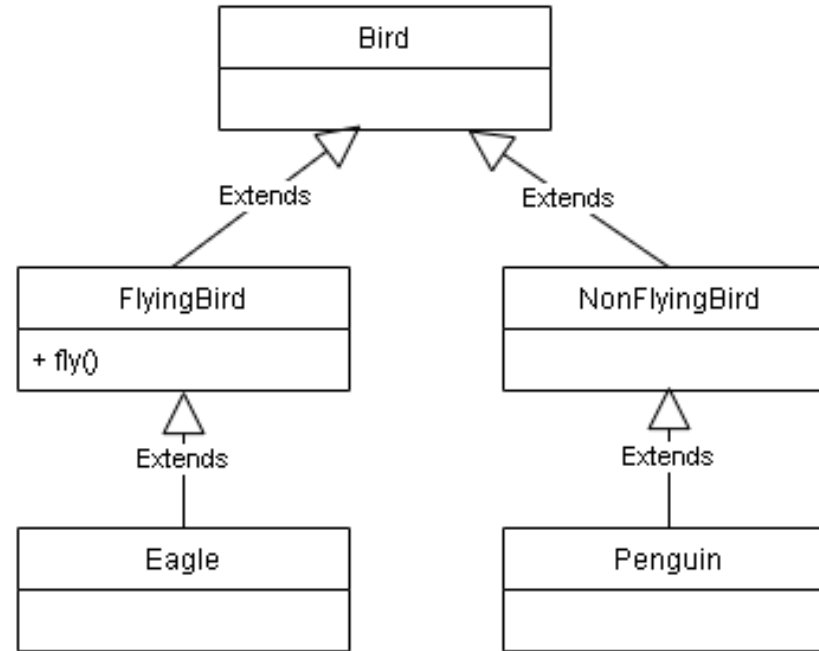 Bird
Extends
Extends
FlyingBird
NonFlyingBird
+ fly()
Extends
Extends
Eagle
Penguin